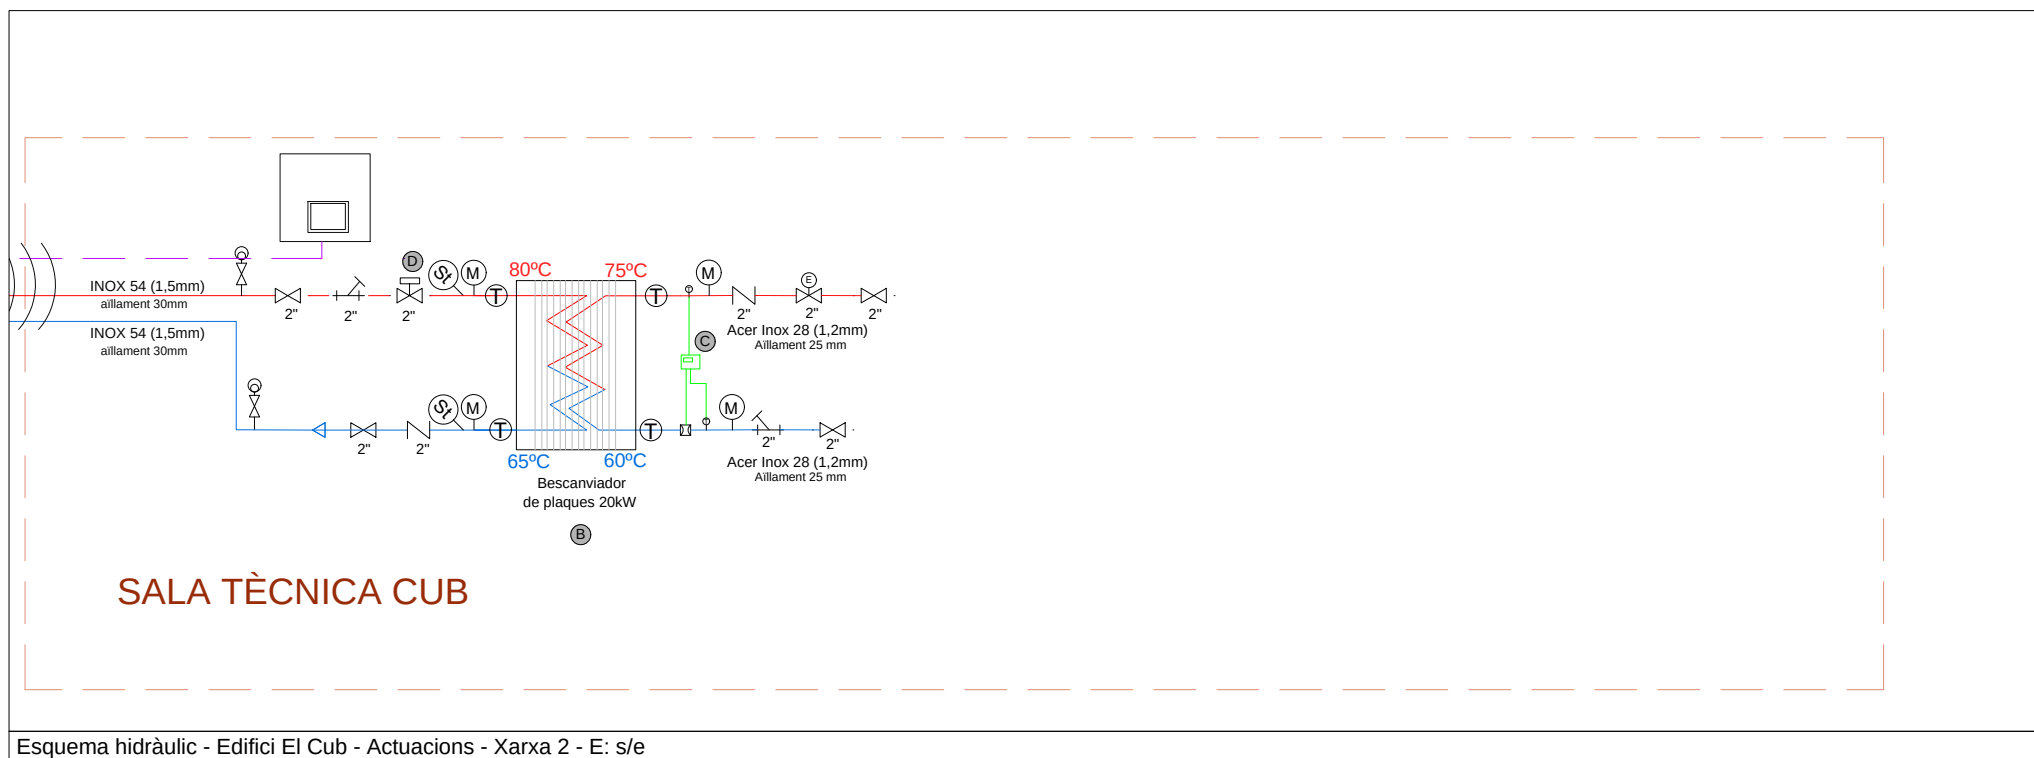 D
St
M
80ºC
75ºC
M
E
INOX 54 (1,5mm)
aïllament 30mm
T
T
T
2"
2"
2"
2"
2"
2"
INOX 54 (1,5mm)
aïllament 30mm
Acer Inox 28 (1,2mm)
Aïllament 25 mm
C
St
M
M
T
T
T
2"
2"
2"
2"
65ºC
60ºC
Acer Inox 28 (1,2mm)
Aïllament 25 mm
Bescanviador
de plaques 20kW
B
SALA TÈCNICA CUB
Esquema hidràulic - Edifici El Cub - Actuacions - Xarxa 2 - E: s/e